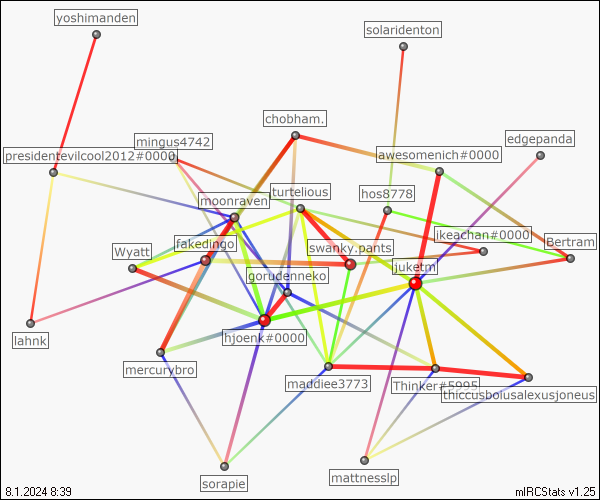 yoshimanden
solaridenton
chobham.
mingus4742
edgepanda
presidentevilcool2012#0000
awesomenich#0000
turtelious
hos8778
moonraven
ikeachan#0000
fakedingo
Bertram
swanky.pants
Wyatt
juketm
gorudenneko
hjoenk#0000
lahnk
mercurybro
maddiee3773
Thinker#5995
thiccusboiusalexusjoneus
sorapie
mattnesslp
8.1.2024 8:39
mIRCStats v1.25